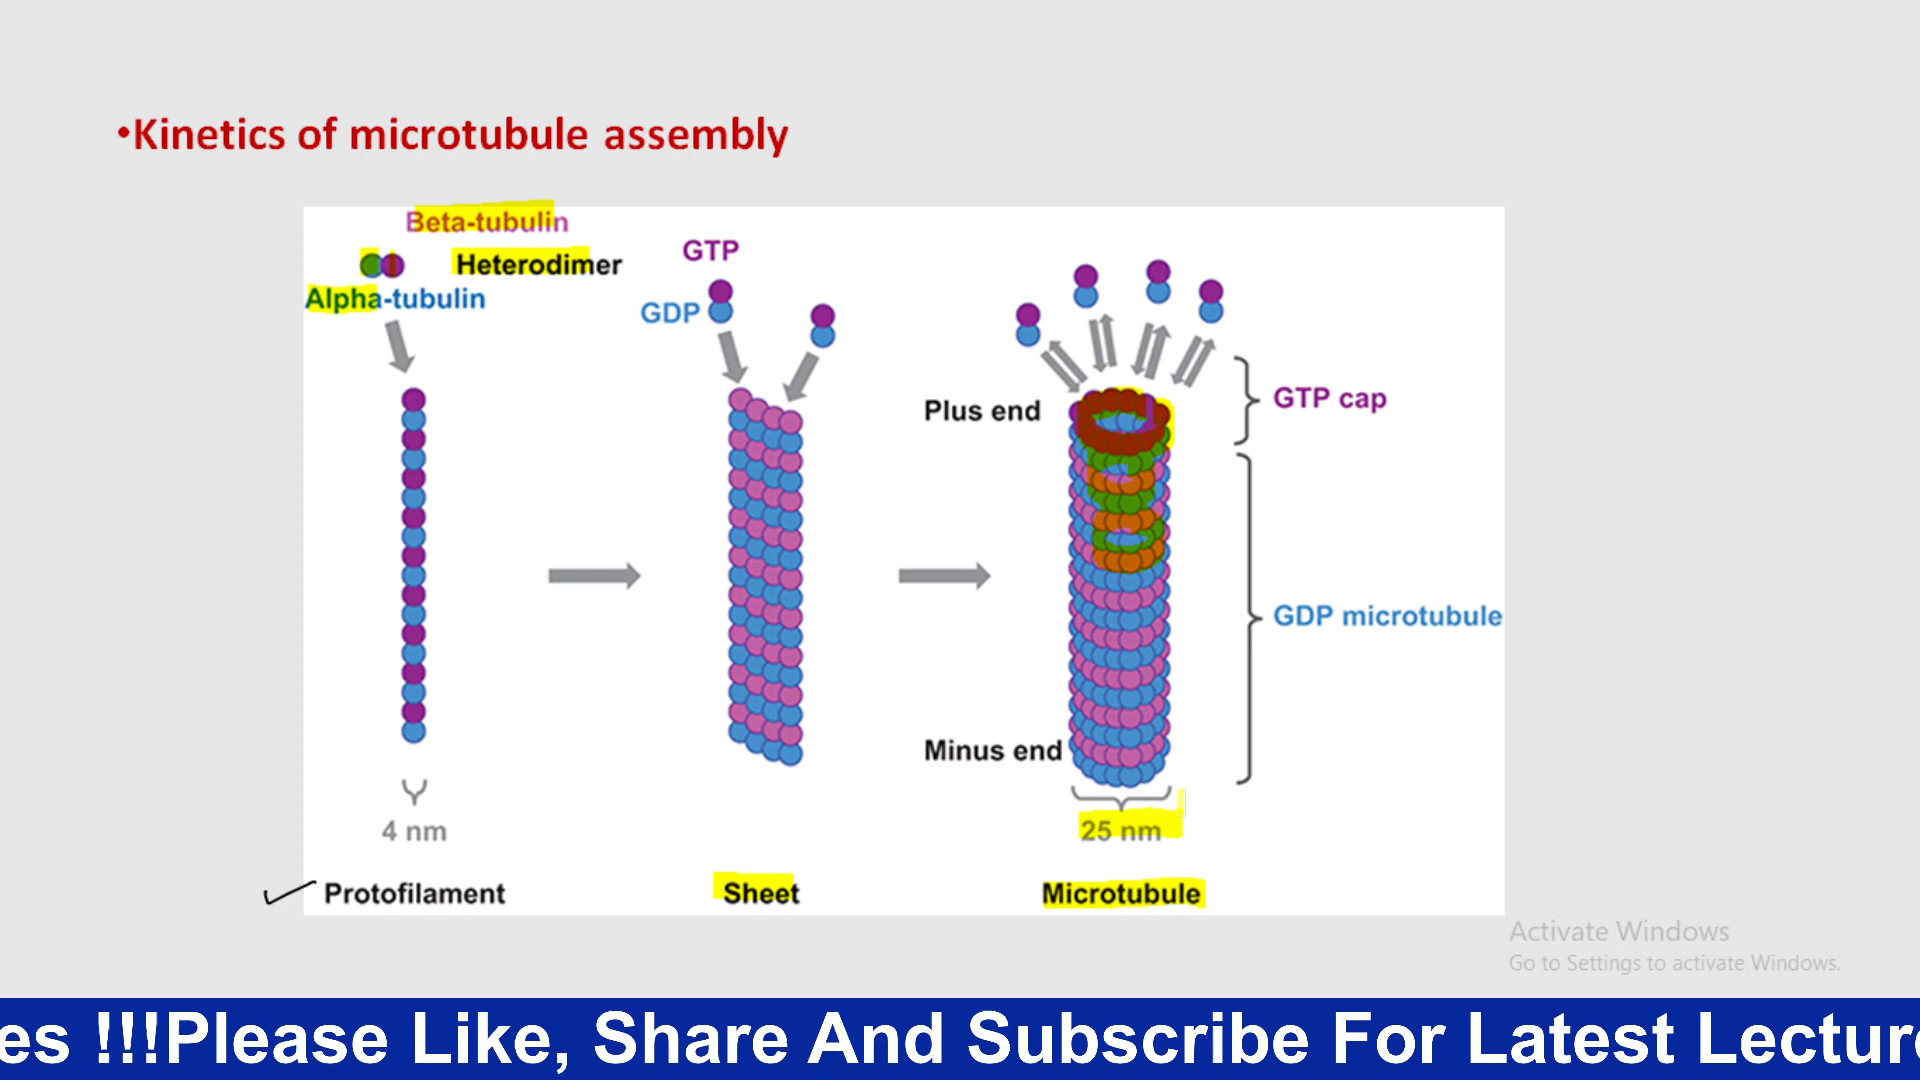 •Kinetics of microtubule assembly
Beta-tubulin
Heterodimer
Alpha-tubulin
GTP
GDP
Plus end
GTP cap
GDP microtubule
Minus end
4 nm
25 nm
Protofilament
Sheet
Microtubule
Activate Windows
Go to Settings to activate Windows.
es !!!Please Like, Share And Subscribe For Latest Lecture